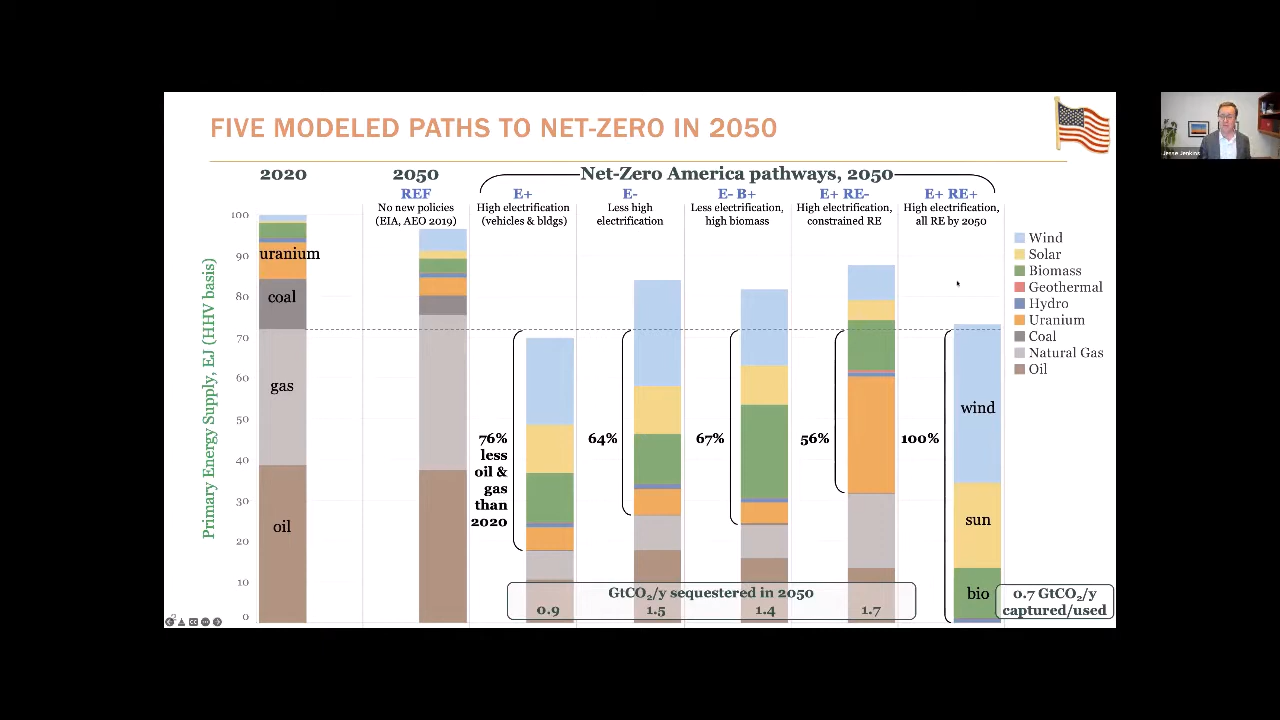 FIVE MODELED PATHS TO NET-ZERO IN 2050
Jesse Jenkins
2020
2050
Net-Zero America pathways, 2050
REF
No new policies
(EIA, AEO 2019)
E+
High electrification
(vehicles & bldgs)
E-
Less high
electrification
E- B+
Less electrification,
high biomass
E+ RE-
High electrification,
constrained RE
E+ RE+
High electrification,
all RE by 2050
Primary Energy Supply, EJ (HHV basis)
100
90
80
70
60
50
40
30
20
10
0
uranium
coal
gas
oil
76%
less
oil &
gas
than
2020
64%
67%
56%
100%
wind
sun
bio
Wind
Solar
Biomass
Geothermal
Hydro
Uranium
Coal
Natural Gas
Oil
GtCO₂/y sequestered in 2050
0.9 1.5 1.4 1.7
0.7 GtCO₂/y
captured/used